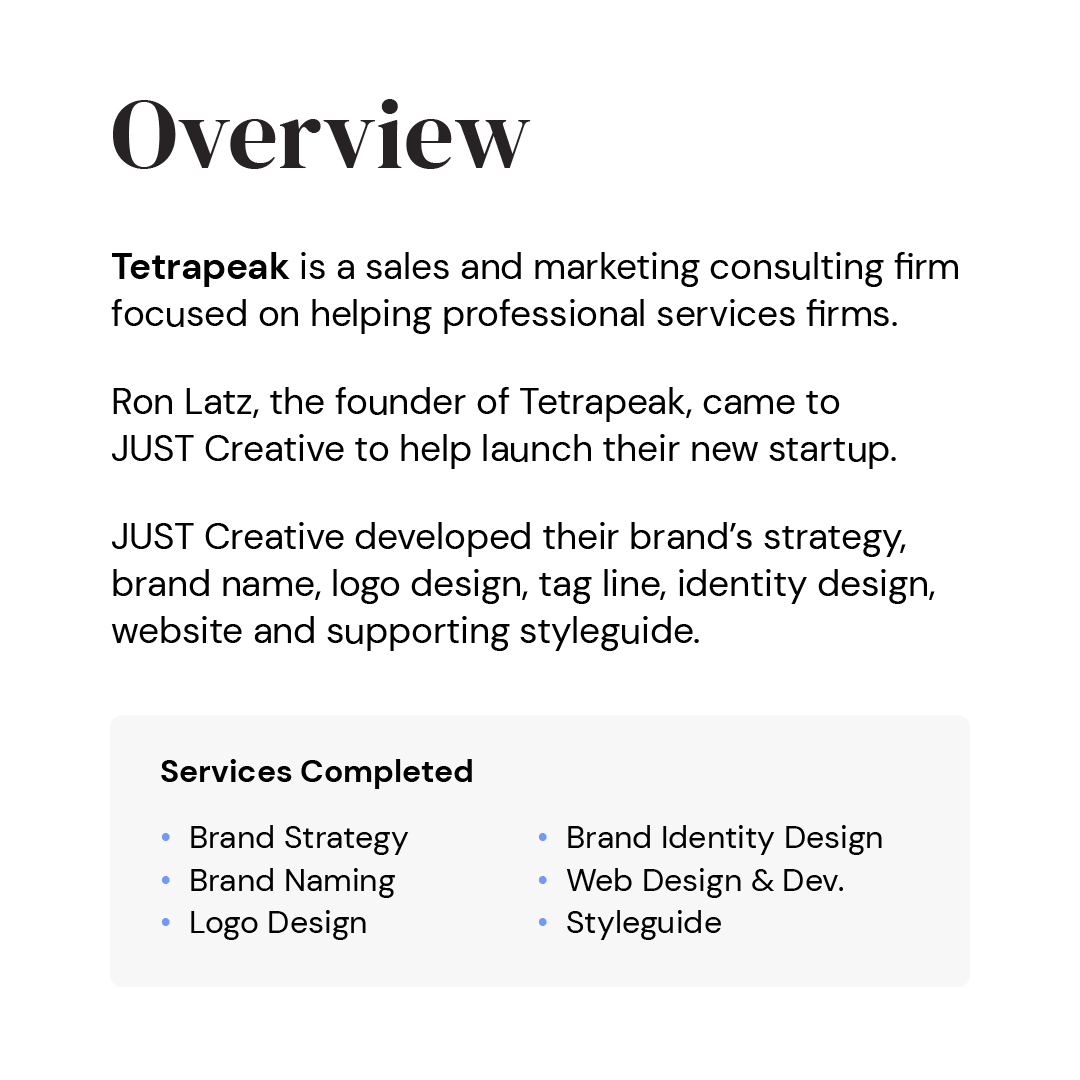 Overview
Tetrapeak is a sales and marketing consulting firm
focused on helping professional services firms.
Ron Latz, the founder of Tetrapeak, came to
JUST Creative to help launch their new startup.
JUST Creative developed their brand’s strategy,
brand name, logo design, tag line, identity design,
website and supporting styleguide.
Services Completed
• Brand Strategy
• Brand Naming
• Logo Design
• Brand Identity Design
• Web Design & Dev.
• Styleguide